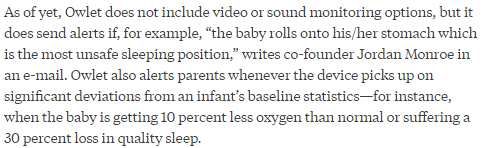 As of yet, Owlet does not include video or sound monitoring options, but it
does send alerts if, for example, “the baby rolls onto his/her stomach which
is the most unsafe sleeping position,” writes co-founder Jordan Monroe in
an e-mail. Owlet also alerts parents whenever the device picks up on
significant deviations from an infant’s baseline statistics—for instance,
when the baby is getting 10 percent less oxygen than normal or suffering a
30 percent loss in quality sleep.